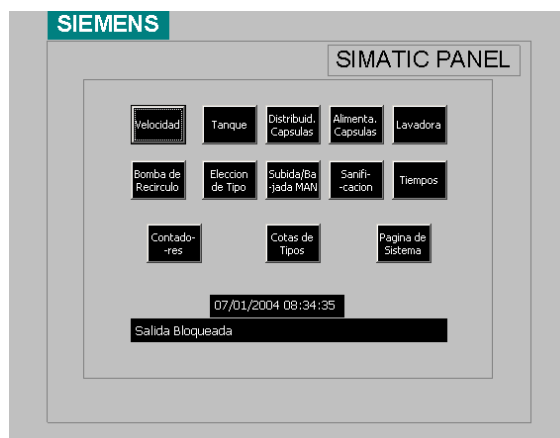 SIEMENS
SIMATIC PANEL
Velocidad
Tanque
Distribuid.
Capsulas
Alimenta.
Capsulas
Lavadora
Bomba de
Recirculo
Eleccion
de Tipo
Subida/Ba
-jada MAN
Sanifi-
-cacion
Tiempos
Contado-
-res
Cotas de
Tipos
Pagina de
Sistema
07/01/2004 08:34:35
Salida Bloqueada